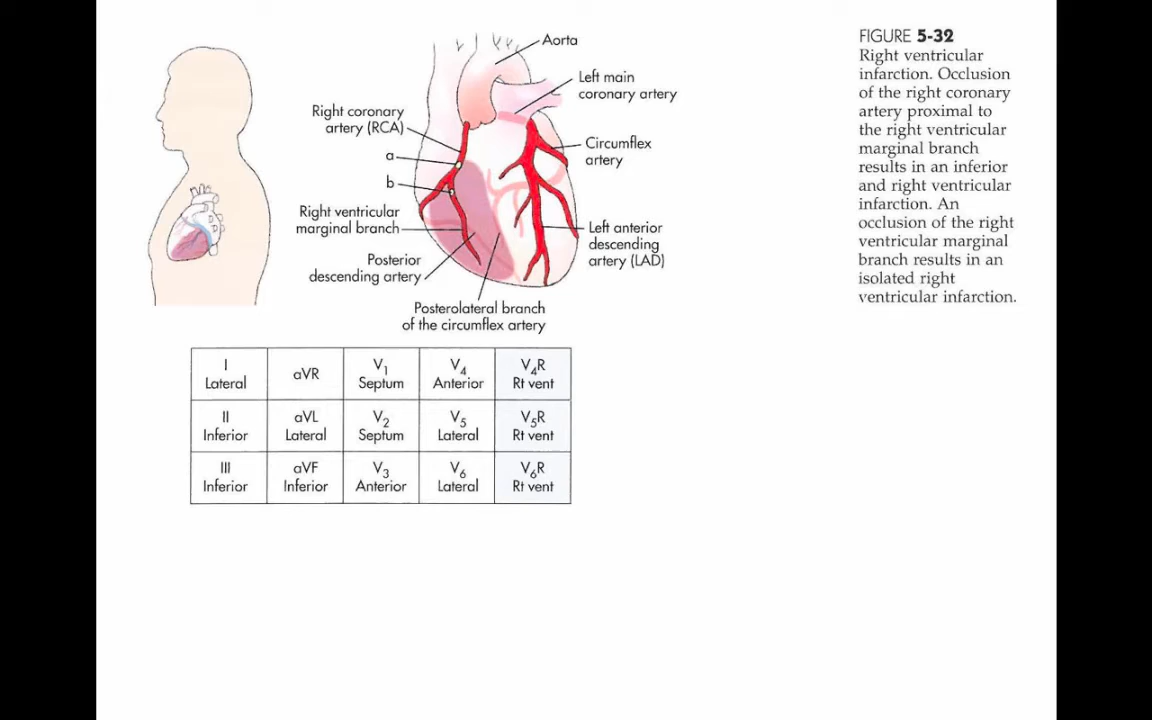 FIGURE 5-32
Right ventricular
infarction. Occlusion
of the right coronary
artery proximal to
the right ventricular
marginal branch
results in an inferior
and right ventricular
infarction. An
occlusion of the right
ventricular marginal
branch results in an
isolated right
ventricular infarction.
Aorta
Left main
coronary artery
Right coronary
artery (RCA)
a
Circumflex
artery
b
Right ventricular
marginal branch
Left anterior
descending
artery (LAD)
Posterior
descending artery
Posterolateral branch
of the circumflex artery
I aVR V1 V4 V4R
Lateral Septum Anterior Rt vent
II aVL V2 V5 V5R
Inferior Lateral Septum Lateral Rt vent
III aVF V3 V6 V6R
Inferior Inferior Anterior Lateral Rt vent